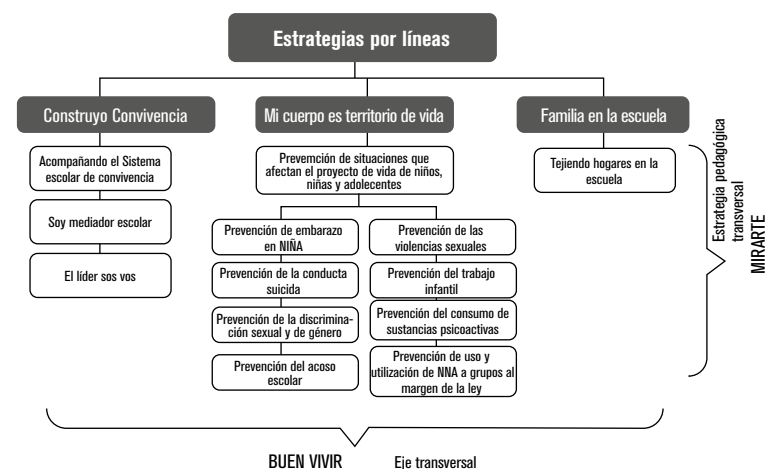 Estrategias por líneas
Construyo Convivencia
Acompañando el Sistema
escolar de convivencia
Soy mediador escolar
El líder sos vos
Mi cuerpo es territorio de vida
Prevención de situaciones que
afectan el proyecto de vida de niños,
niñas y adolecentes
Prevención de embarazo
en NIÑA
Prevención de la conducta
suicida
Prevención de la discrimina-
ción sexual y de género
Prevención del acoso
escolar
Prevención de las
violencias sexuales
Prevención del trabajo
infantil
Prevención del consumo de
sustancias psicoactivas
Prevención de uso y
utilización de NNA a grupos al
margen de la ley
Familia en la escuela
Tejiendo hogares en la
escuela
Estrategia pedagógica
transversal
MIRARTE
BUEN VIVIR Eje transversal